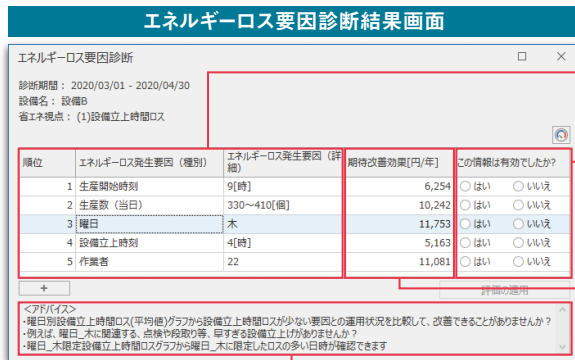 エネルギーロス要因診断結果画面
エネルギーロス要因診断
診断期間： 2020/03/01 - 2020/04/30
設備名： 設備B
省エネ視点： (1)設備立上時間ロス
順位 エネルギーロス発生要因（種別） エネルギーロス発生要因（詳細） 期待改善効果[円/年] この情報は有効でしたか?
1 生産開始時刻 9[時] 6,254 はい いいえ
2 生産数（当日） 330～410[個] 10,242 はい いいえ
3 曜日 木 11,753 はい いいえ
4 設備立上時刻 4[時] 5,163 はい いいえ
5 作業者 22 11,081 はい いいえ
+ 評価の適用
<アドバイス>
・曜日別設備立上時間ロス(平均値)グラフから設備立上時間ロスが少ない要因との運用状況を比較して、改善できることがありませんか？
・例えば、曜日_木に関連する、点検や段取り等、早すぎる設備立上げがありませんか？
・曜日_木限定設備立上時間ロスグラフから曜日_木に限定したロスの多い日時が確認できます